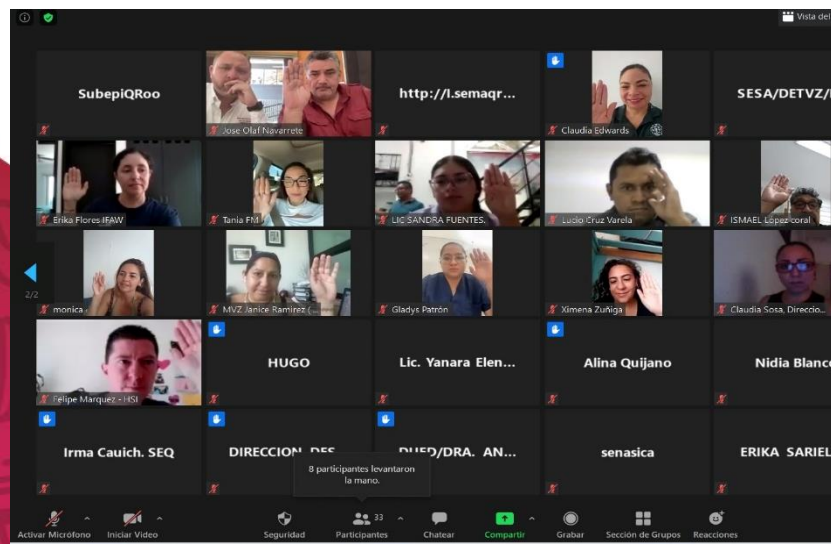 Vista del
SubepiQRoo
Jose Olaf Navarrete
http://l.semaqr...
Claudia Edwards
SESA/DETVZ/
Erika Flores IFAW
Tania FM
LIC SANDRA FUENTES.
Lucio Cruz Varela
ISMAEL López coral
2/2
monica
MVZ Janice Ramirez (
Gladys Patrón
Ximena Zuñiga
Claudia Sosa, Direccio...
Felipe Marquez - HSI
HUGO
Lic. Yanara Elen...
Alina Quijano
Nidia Blanc
Irma Cauich. SEQ
DIRECCION DES
DUED/DRA. AN...
senasica
ERIKA SARIEL
8 participantes levantaron
la mano.
Activar Micrófono
Iniciar Video
Seguridad
Participantes
33
Chatear
Compartir
Grabar
Sección de Grupos
Reacciones